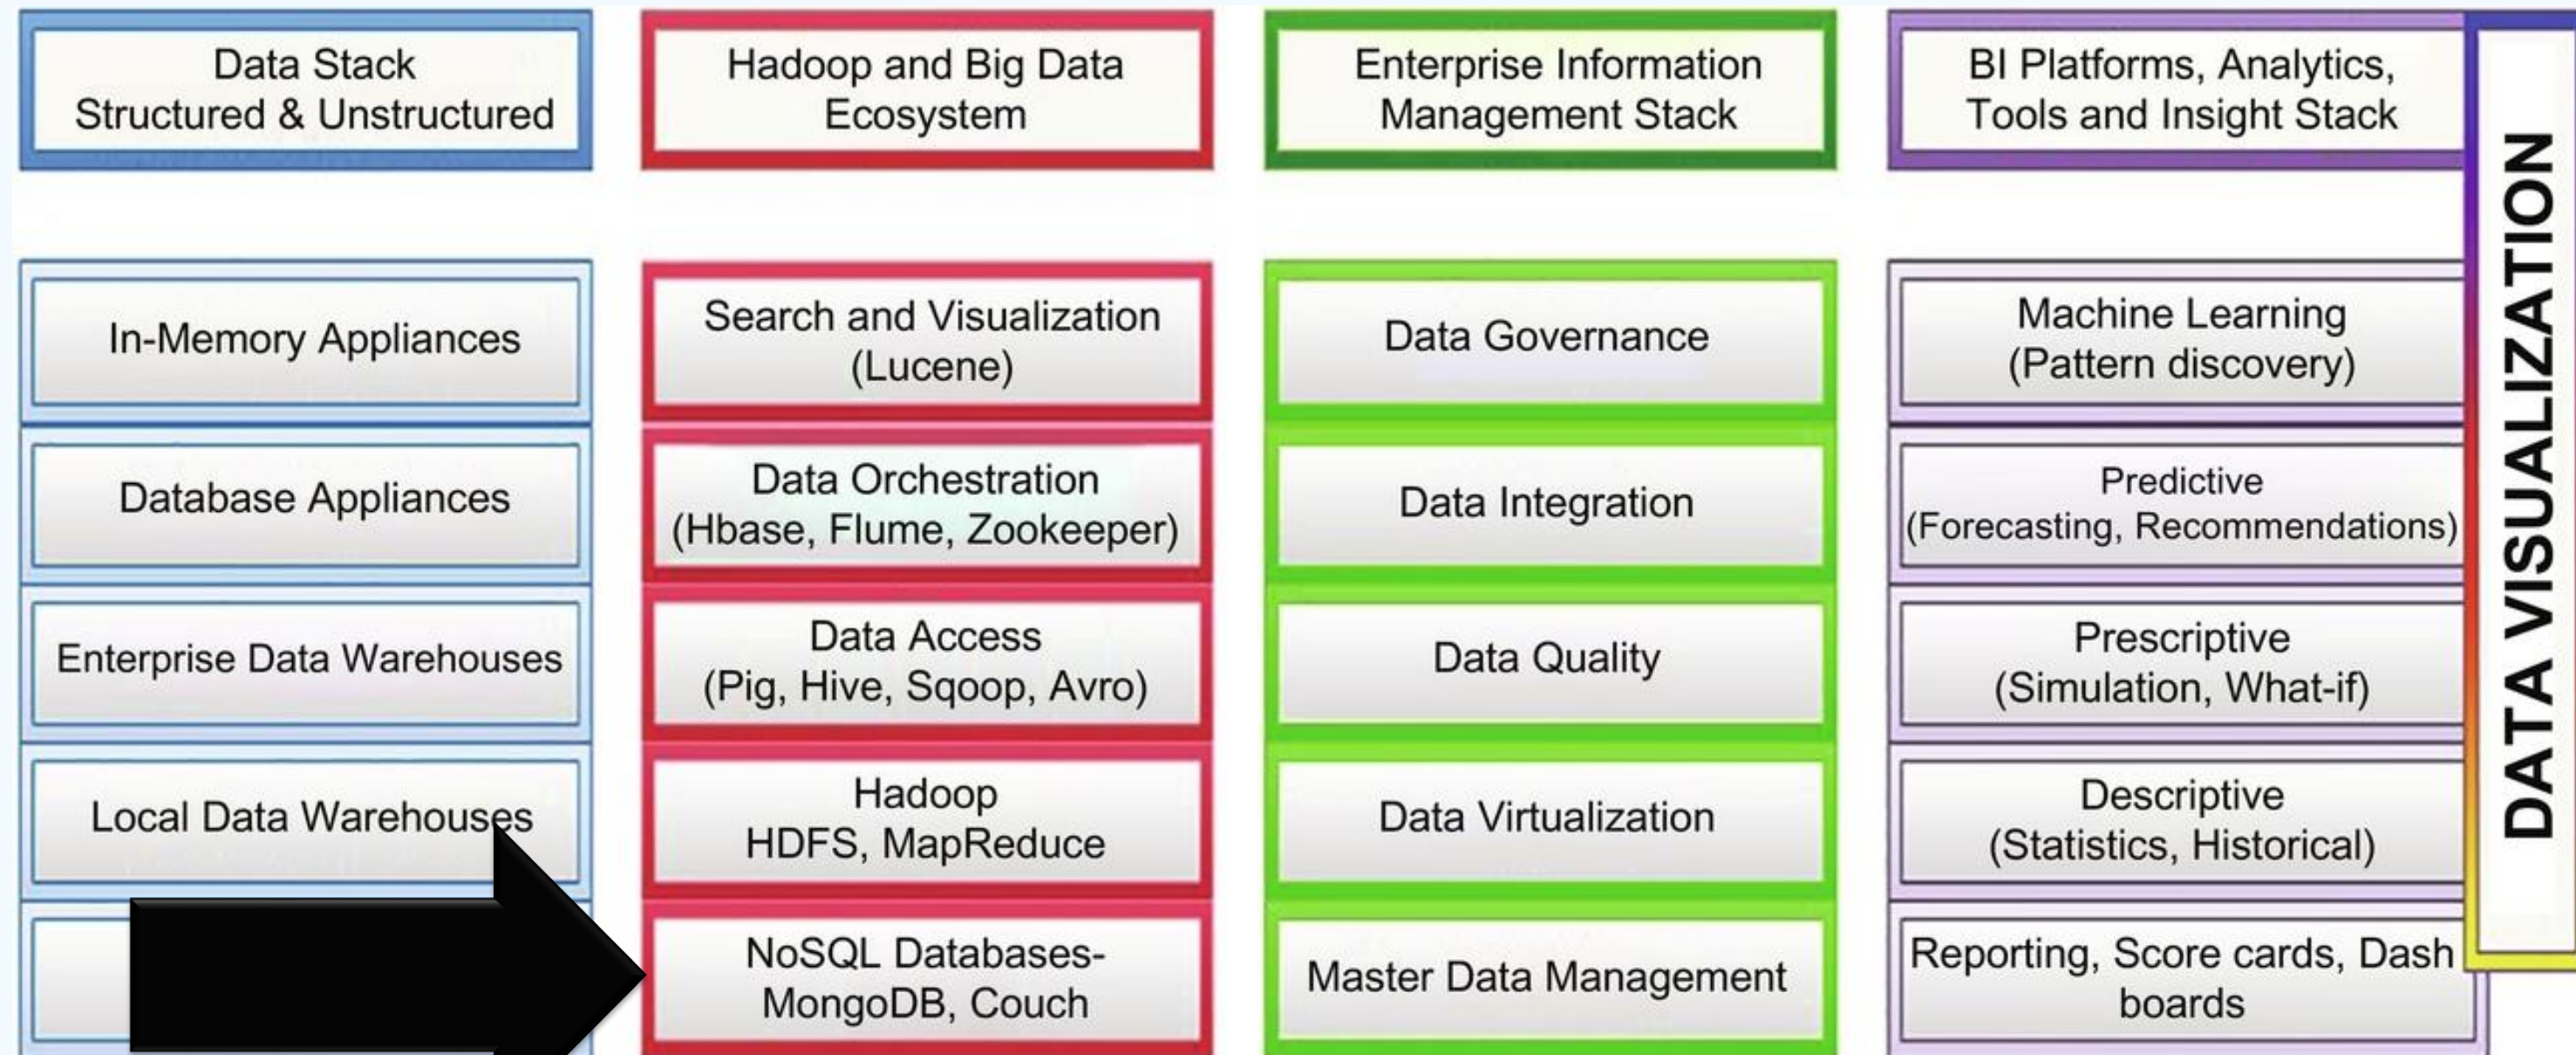 Data Stack
Structured & Unstructured
In-Memory Appliances
Database Appliances
Enterprise Data Warehouses
Local Data Warehouses
Hadoop and Big Data
Ecosystem
Search and Visualization
(Lucene)
Data Orchestration
(Hbase, Flume, Zookeeper)
Data Access
(Pig, Hive, Sqoop, Avro)
Hadoop
HDFS, MapReduce
NoSQL Databases-
MongoDB, Couch
Enterprise Information
Management Stack
Data Governance
Data Integration
Data Quality
Data Virtualization
Master Data Management
BI Platforms, Analytics,
Tools and Insight Stack
Machine Learning
(Pattern discovery)
Predictive
(Forecasting, Recommendations)
Prescriptive
(Simulation, What-if)
Descriptive
(Statistics, Historical)
Reporting, Score cards, Dash
boards
DATA VISUALIZATION